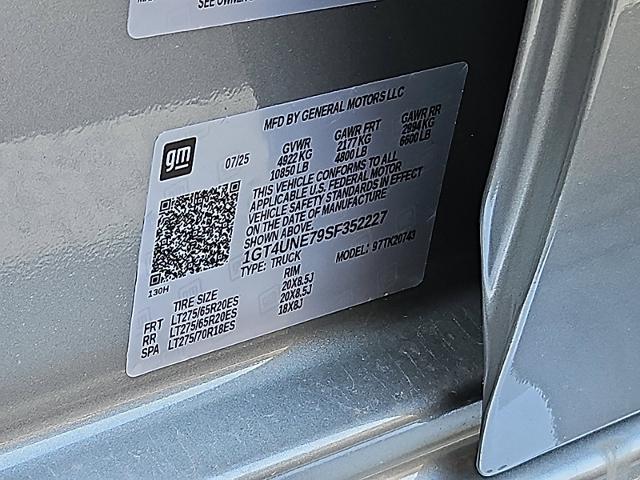 SEE OWNER
MFD BY GENERAL MOTORS LLC
gm
07/25
GVWR GAWR FRT GAWR RR
4922 KG 2177 KG 2994 KG
10850 LB 4800 LB 6600 LB
THIS VEHICLE CONFORMS TO ALL
APPLICABLE U.S. FEDERAL MOTOR
VEHICLE SAFETY STANDARDS IN EFFECT
ON THE DATE OF MANUFACTURE
SHOWN ABOVE.
1GT4UNE79SF352227
TYPE: TRUCK MODEL: 97TK20743
130H
TIRE SIZE RIM
FRT LT275/65R20ES 20X8.5J
RR LT275/65R20ES 20X8.5J
SPA LT275/70R18ES 18X8J